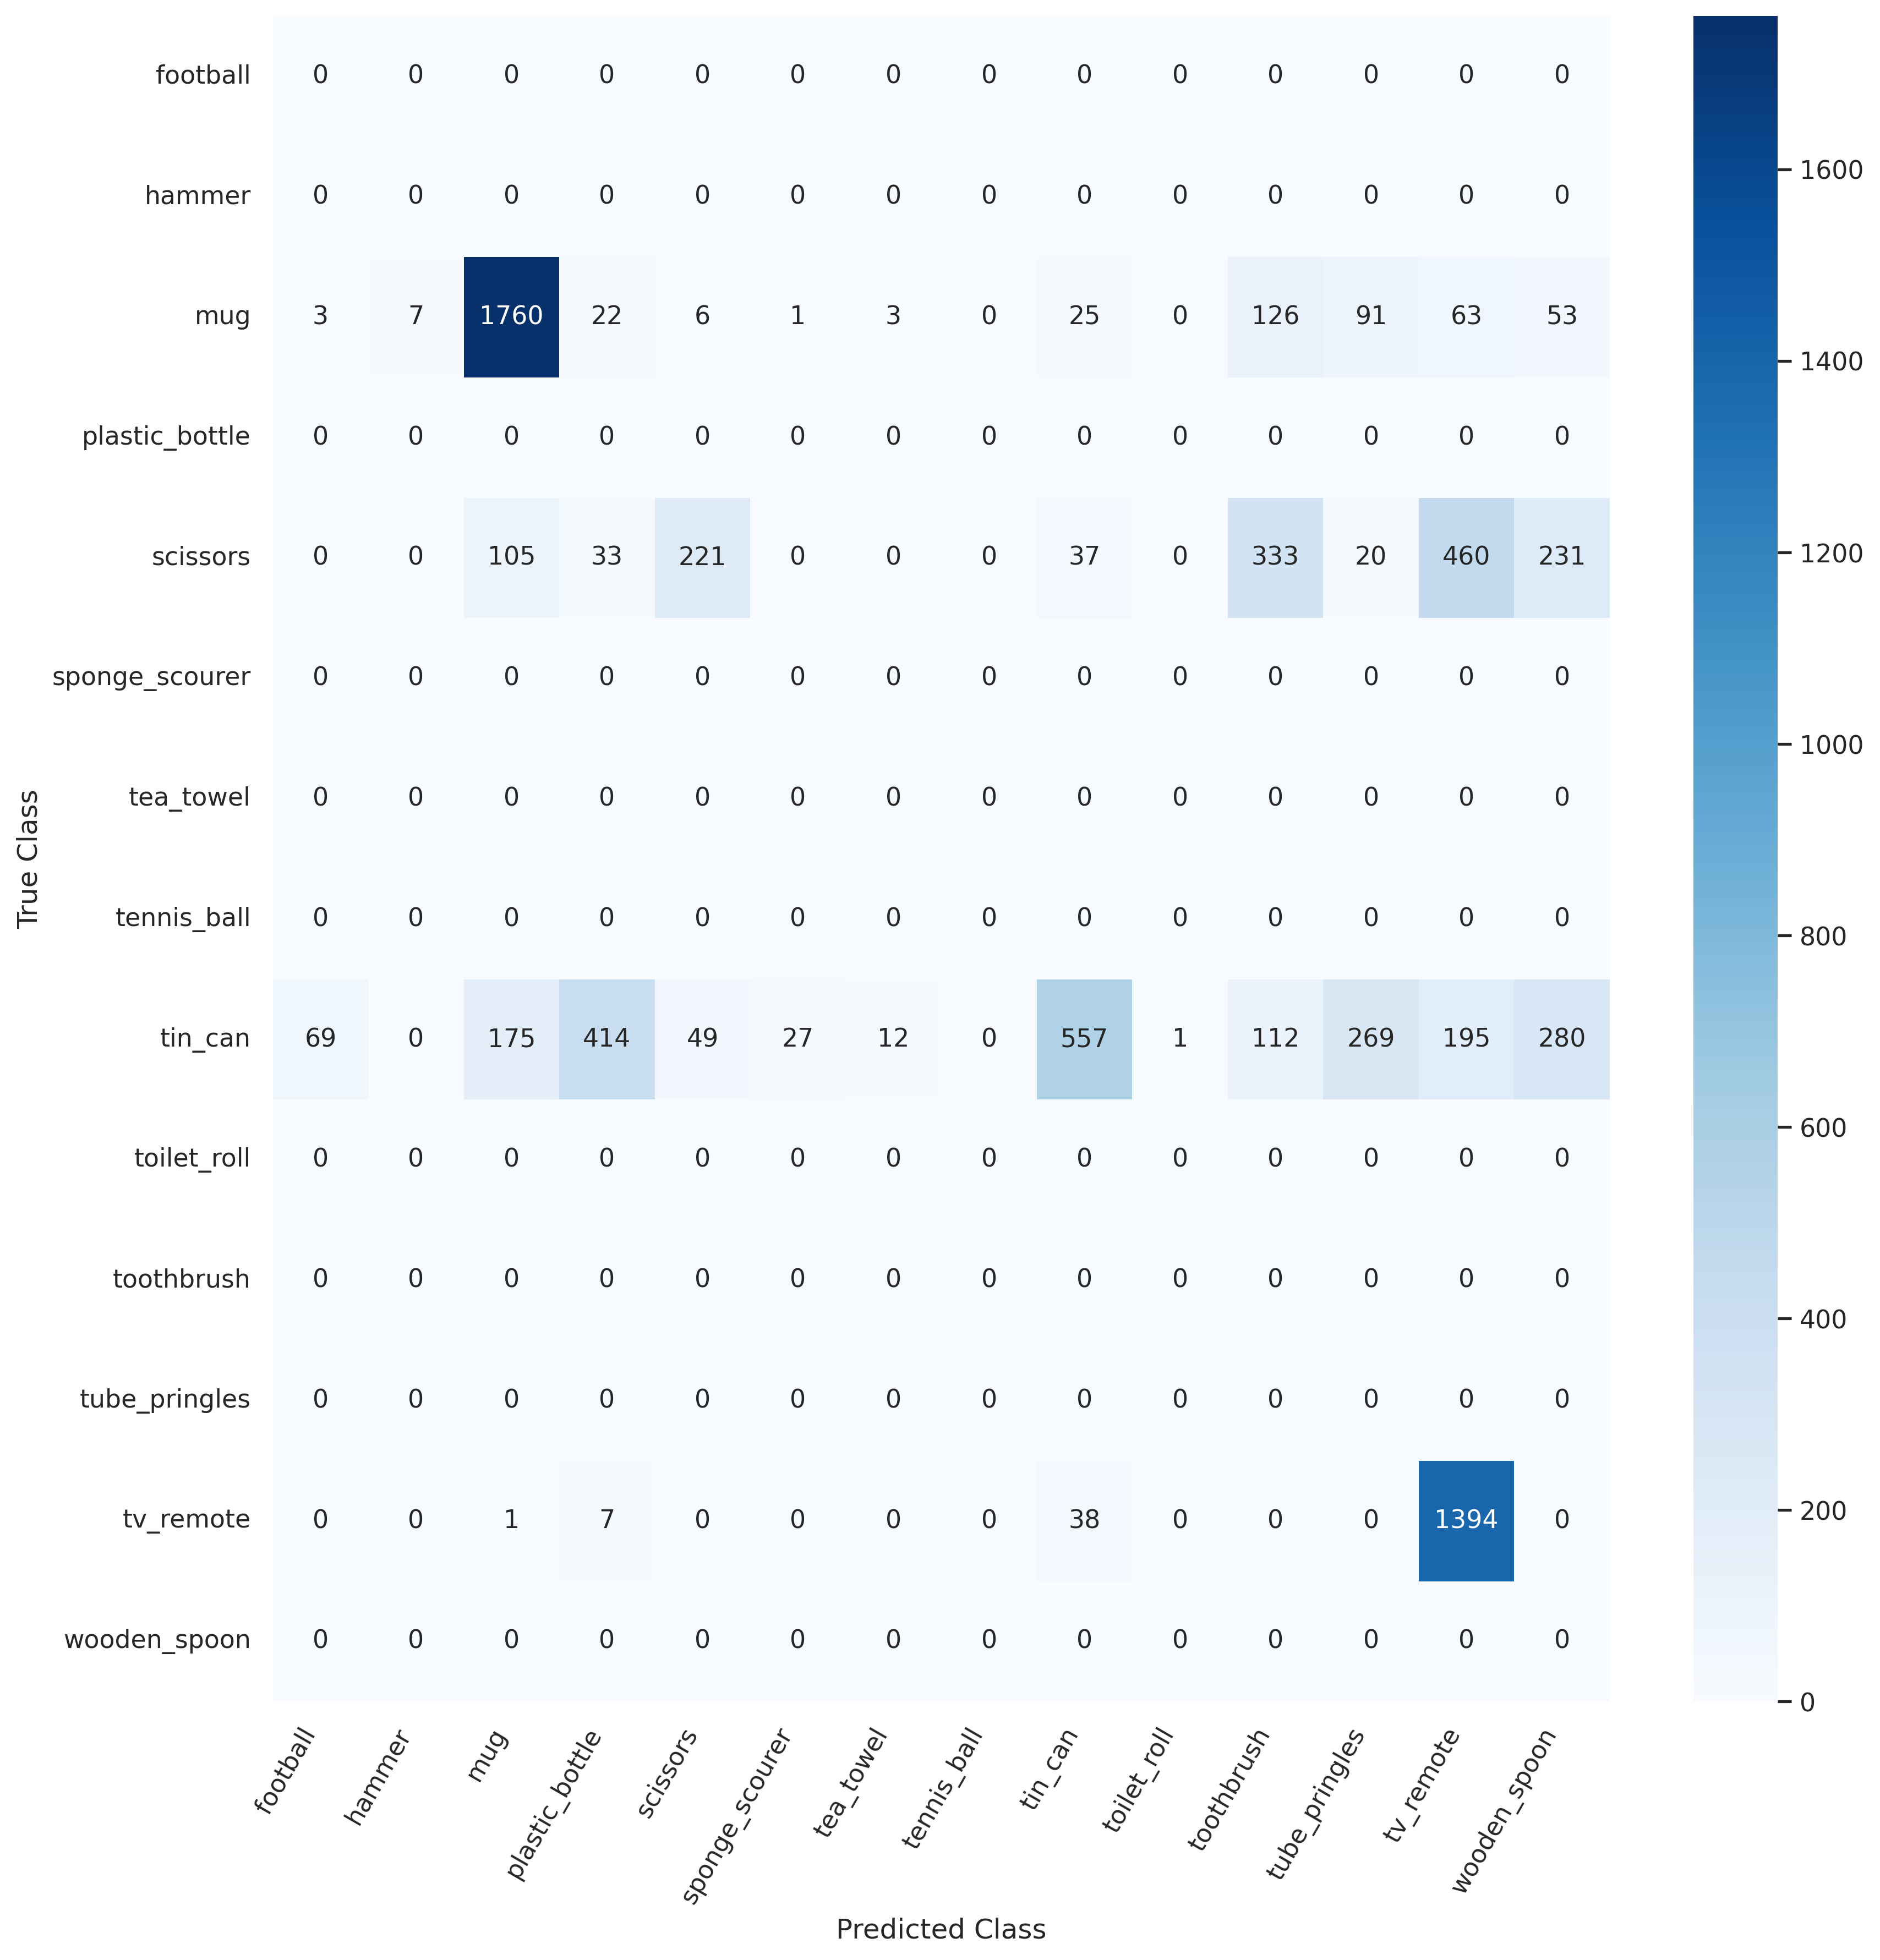 football 0 0 0 0 0 0 0 0 0 0 0 0 0 0
hammer 0 0 0 0 0 0 0 0 0 0 0 0 0 0
mug 3 7 1760 22 6 1 3 0 25 0 126 91 63 53
plastic_bottle 0 0 0 0 0 0 0 0 0 0 0 0 0 0
scissors 0 0 105 33 221 0 0 0 37 0 333 20 460 231
sponge_scourer 0 0 0 0 0 0 0 0 0 0 0 0 0 0
tea_towel 0 0 0 0 0 0 0 0 0 0 0 0 0 0
tennis_ball 0 0 0 0 0 0 0 0 0 0 0 0 0 0
tin_can 69 0 175 414 49 27 12 0 557 1 112 269 195 280
toilet_roll 0 0 0 0 0 0 0 0 0 0 0 0 0 0
toothbrush 0 0 0 0 0 0 0 0 0 0 0 0 0 0
tube_pringles 0 0 0 0 0 0 0 0 0 0 0 0 0 0
tv_remote 0 0 1 7 0 0 0 0 38 0 0 0 1394 0
wooden_spoon 0 0 0 0 0 0 0 0 0 0 0 0 0 0
True Class
football hammer mug plastic_bottle scissors sponge_scourer tea_towel tennis_ball tin_can toilet_roll toothbrush tube_pringles tv_remote wooden_spoon
Predicted Class
1600
1400
1200
1000
800
600
400
200
0